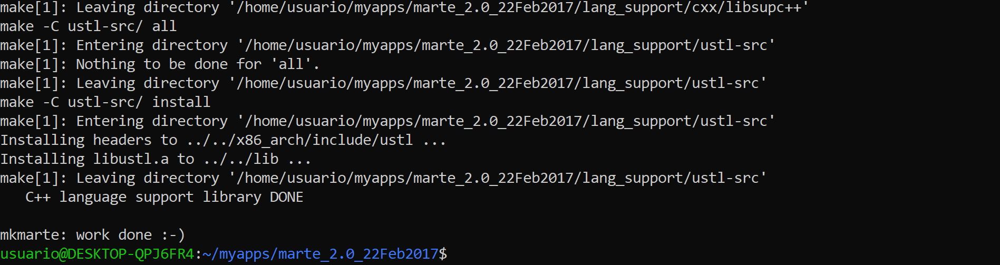 make[1]: Leaving directory '/home/usuario/myapps/marte_2.0_22Feb2017/lang_support/cxx/libsupc++'
make -C ustl-src/ all
make[1]: Entering directory '/home/usuario/myapps/marte_2.0_22Feb2017/lang_support/ustl-src'
make[1]: Nothing to be done for 'all'.
make[1]: Leaving directory '/home/usuario/myapps/marte_2.0_22Feb2017/lang_support/ustl-src'
make -C ustl-src/ install
make[1]: Entering directory '/home/usuario/myapps/marte_2.0_22Feb2017/lang_support/ustl-src'
Installing headers to ../../x86_arch/include/ustl ...
Installing libustl.a to ../../lib ...
make[1]: Leaving directory '/home/usuario/myapps/marte_2.0_22Feb2017/lang_support/ustl-src'
   C++ language support library DONE

mkmarte: work done :-)
usuario@DESKTOP-QPJ6FR4:~/myapps/marte_2.0_22Feb2017$